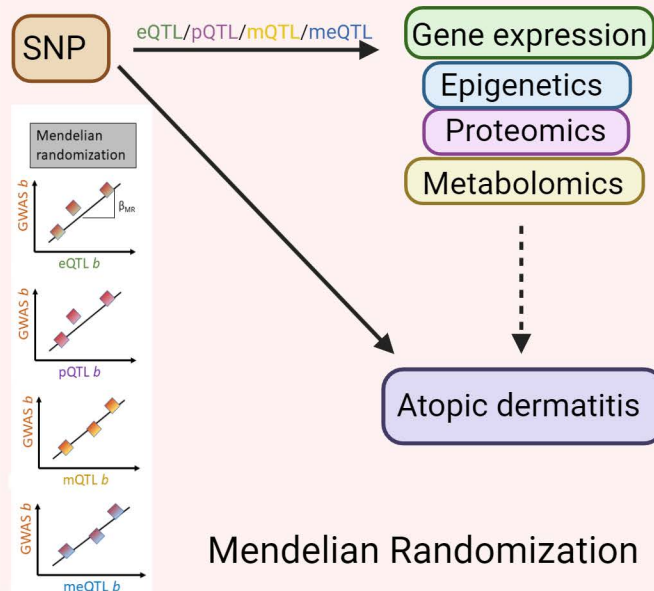 SNP
eQTL/pQTL/mQTL/meQTL
Gene expression
Epigenetics
Proteomics
Metabolomics
Atopic dermatitis
Mendelian
randomization
GWAS b
βMR
eQTL b
GWAS b
pQTL b
GWAS b
mQTL b
GWAS b
meQTL b
Mendelian Randomization